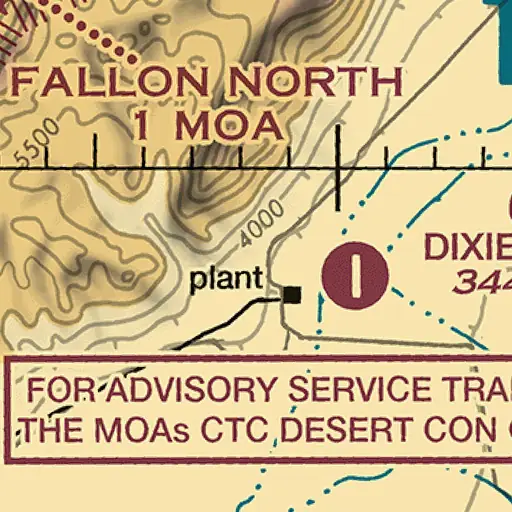 FALLON NORTH
1 MOA
5500
4000
DIXIE
344
plant
FOR ADVISORY SERVICE TRA
THE MOAs CTC DESERT CON